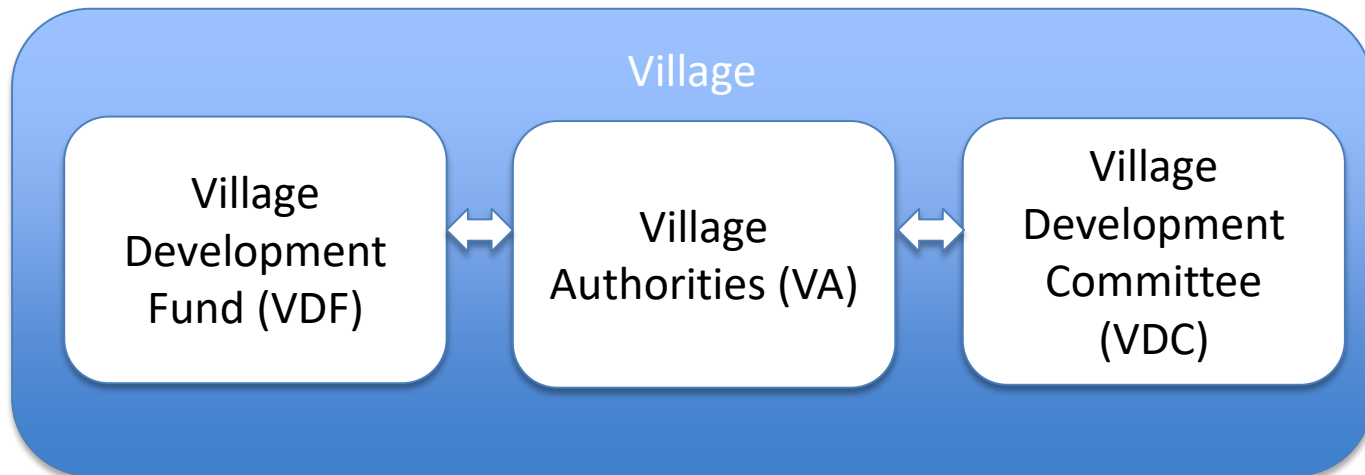 Village
Village
Development
Fund (VDF)
Village
Authorities (VA)
Village
Development
Committee
(VDC)